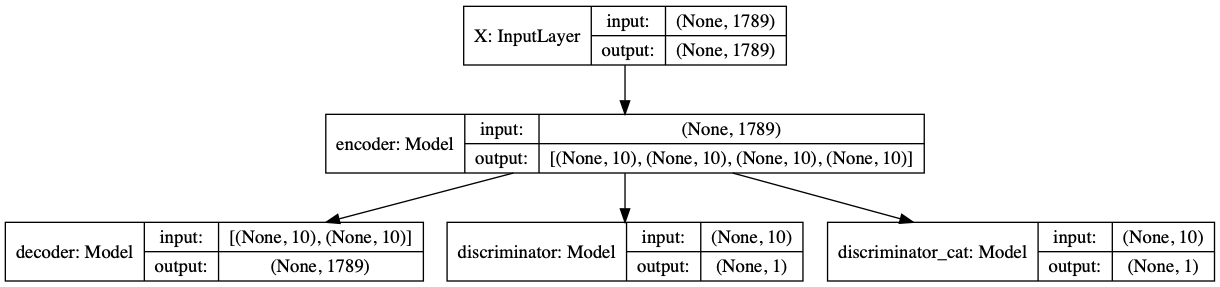 X: InputLayer
input: (None, 1789)
output: (None, 1789)
encoder: Model
input: (None, 1789)
output: [(None, 10), (None, 10), (None, 10), (None, 10)]
decoder: Model
input: [(None, 10), (None, 10)]
output: (None, 1789)
discriminator: Model
input: (None, 10)
output: (None, 1)
discriminator_cat: Model
input: (None, 10)
output: (None, 1)